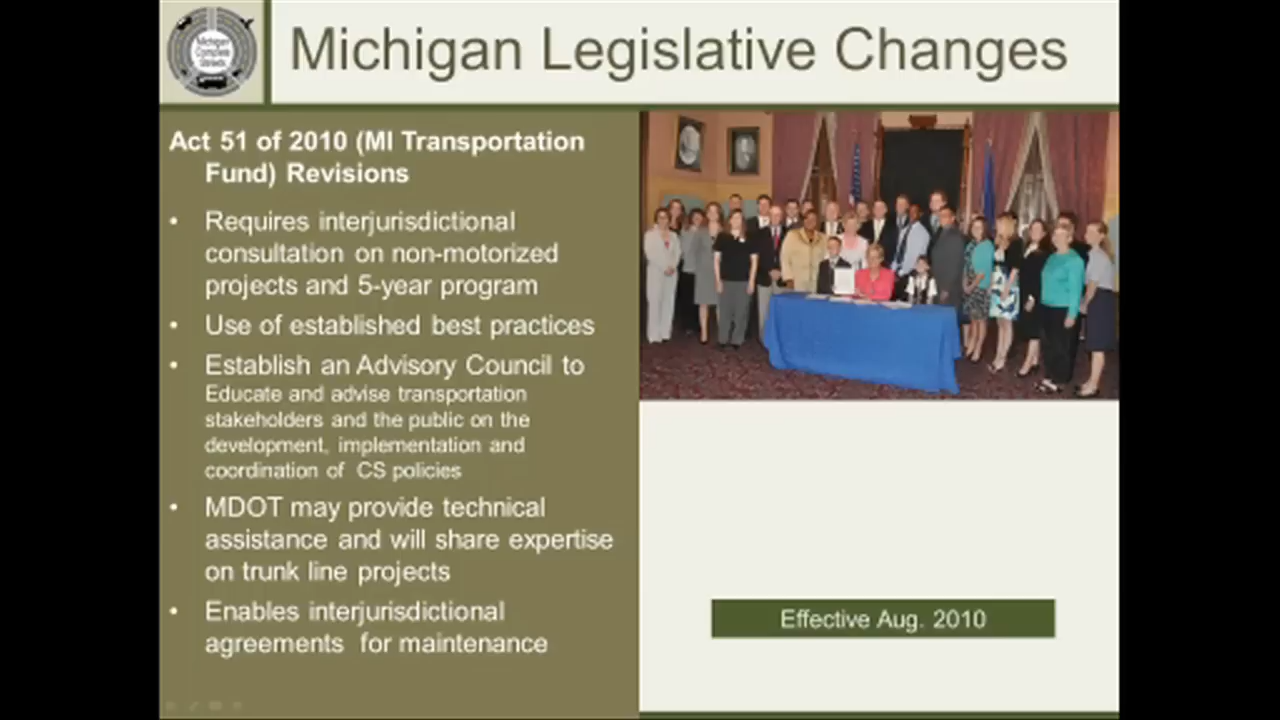 Michigan
Complete
Streets
Michigan Legislative Changes
Act 51 of 2010 (MI Transportation
Fund) Revisions
• Requires interjurisdictional
consultation on non-motorized
projects and 5-year program
• Use of established best practices
• Establish an Advisory Council to
Educate and advise transportation
stakeholders and the public on the
development, implementation and
coordination of CS policies
• MDOT may provide technical
assistance and will share expertise
on trunk line projects
• Enables interjurisdictional
agreements for maintenance
Effective Aug. 2010